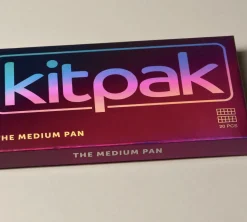 kitpak
THE MEDIUM PAN
30 PCS
THE MEDIUM PAN